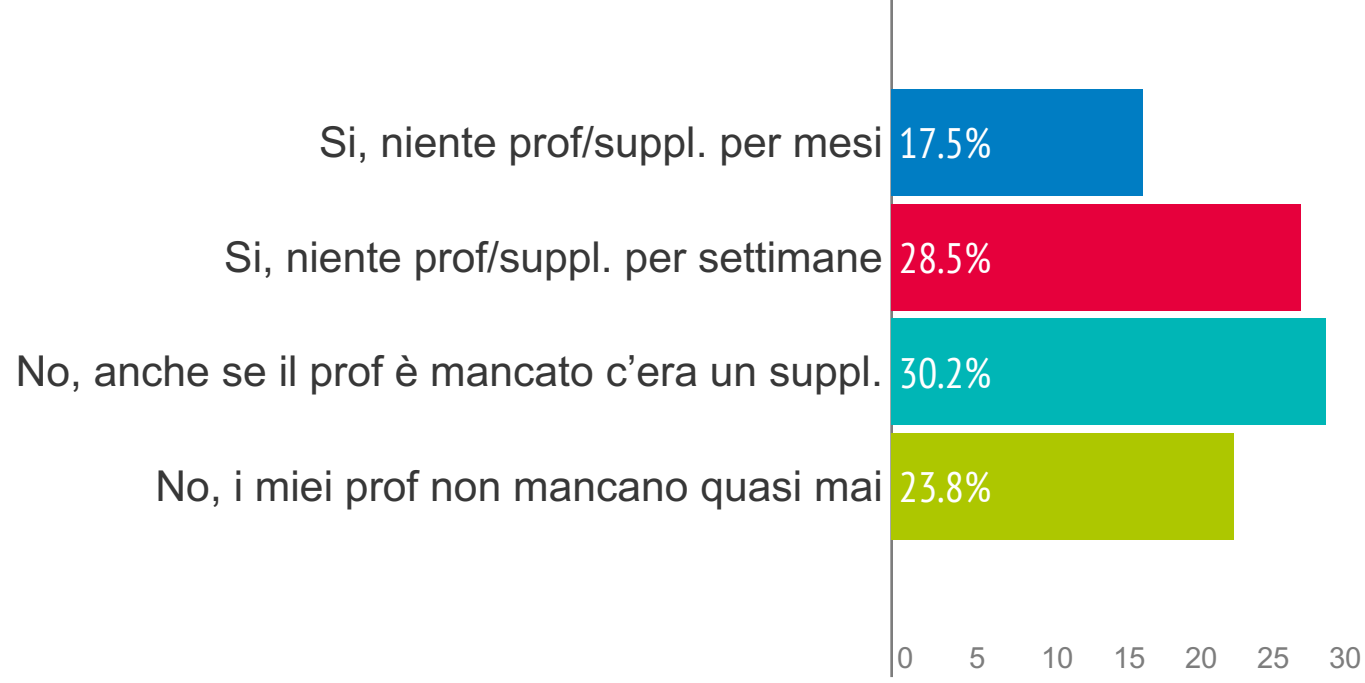 Si, niente prof/suppl. per mesi 17.5%
Si, niente prof/suppl. per settimane 28.5%
No, anche se il prof è mancato c’era un suppl. 30.2%
No, i miei prof non mancano quasi mai 23.8%
0 5 10 15 20 25 30